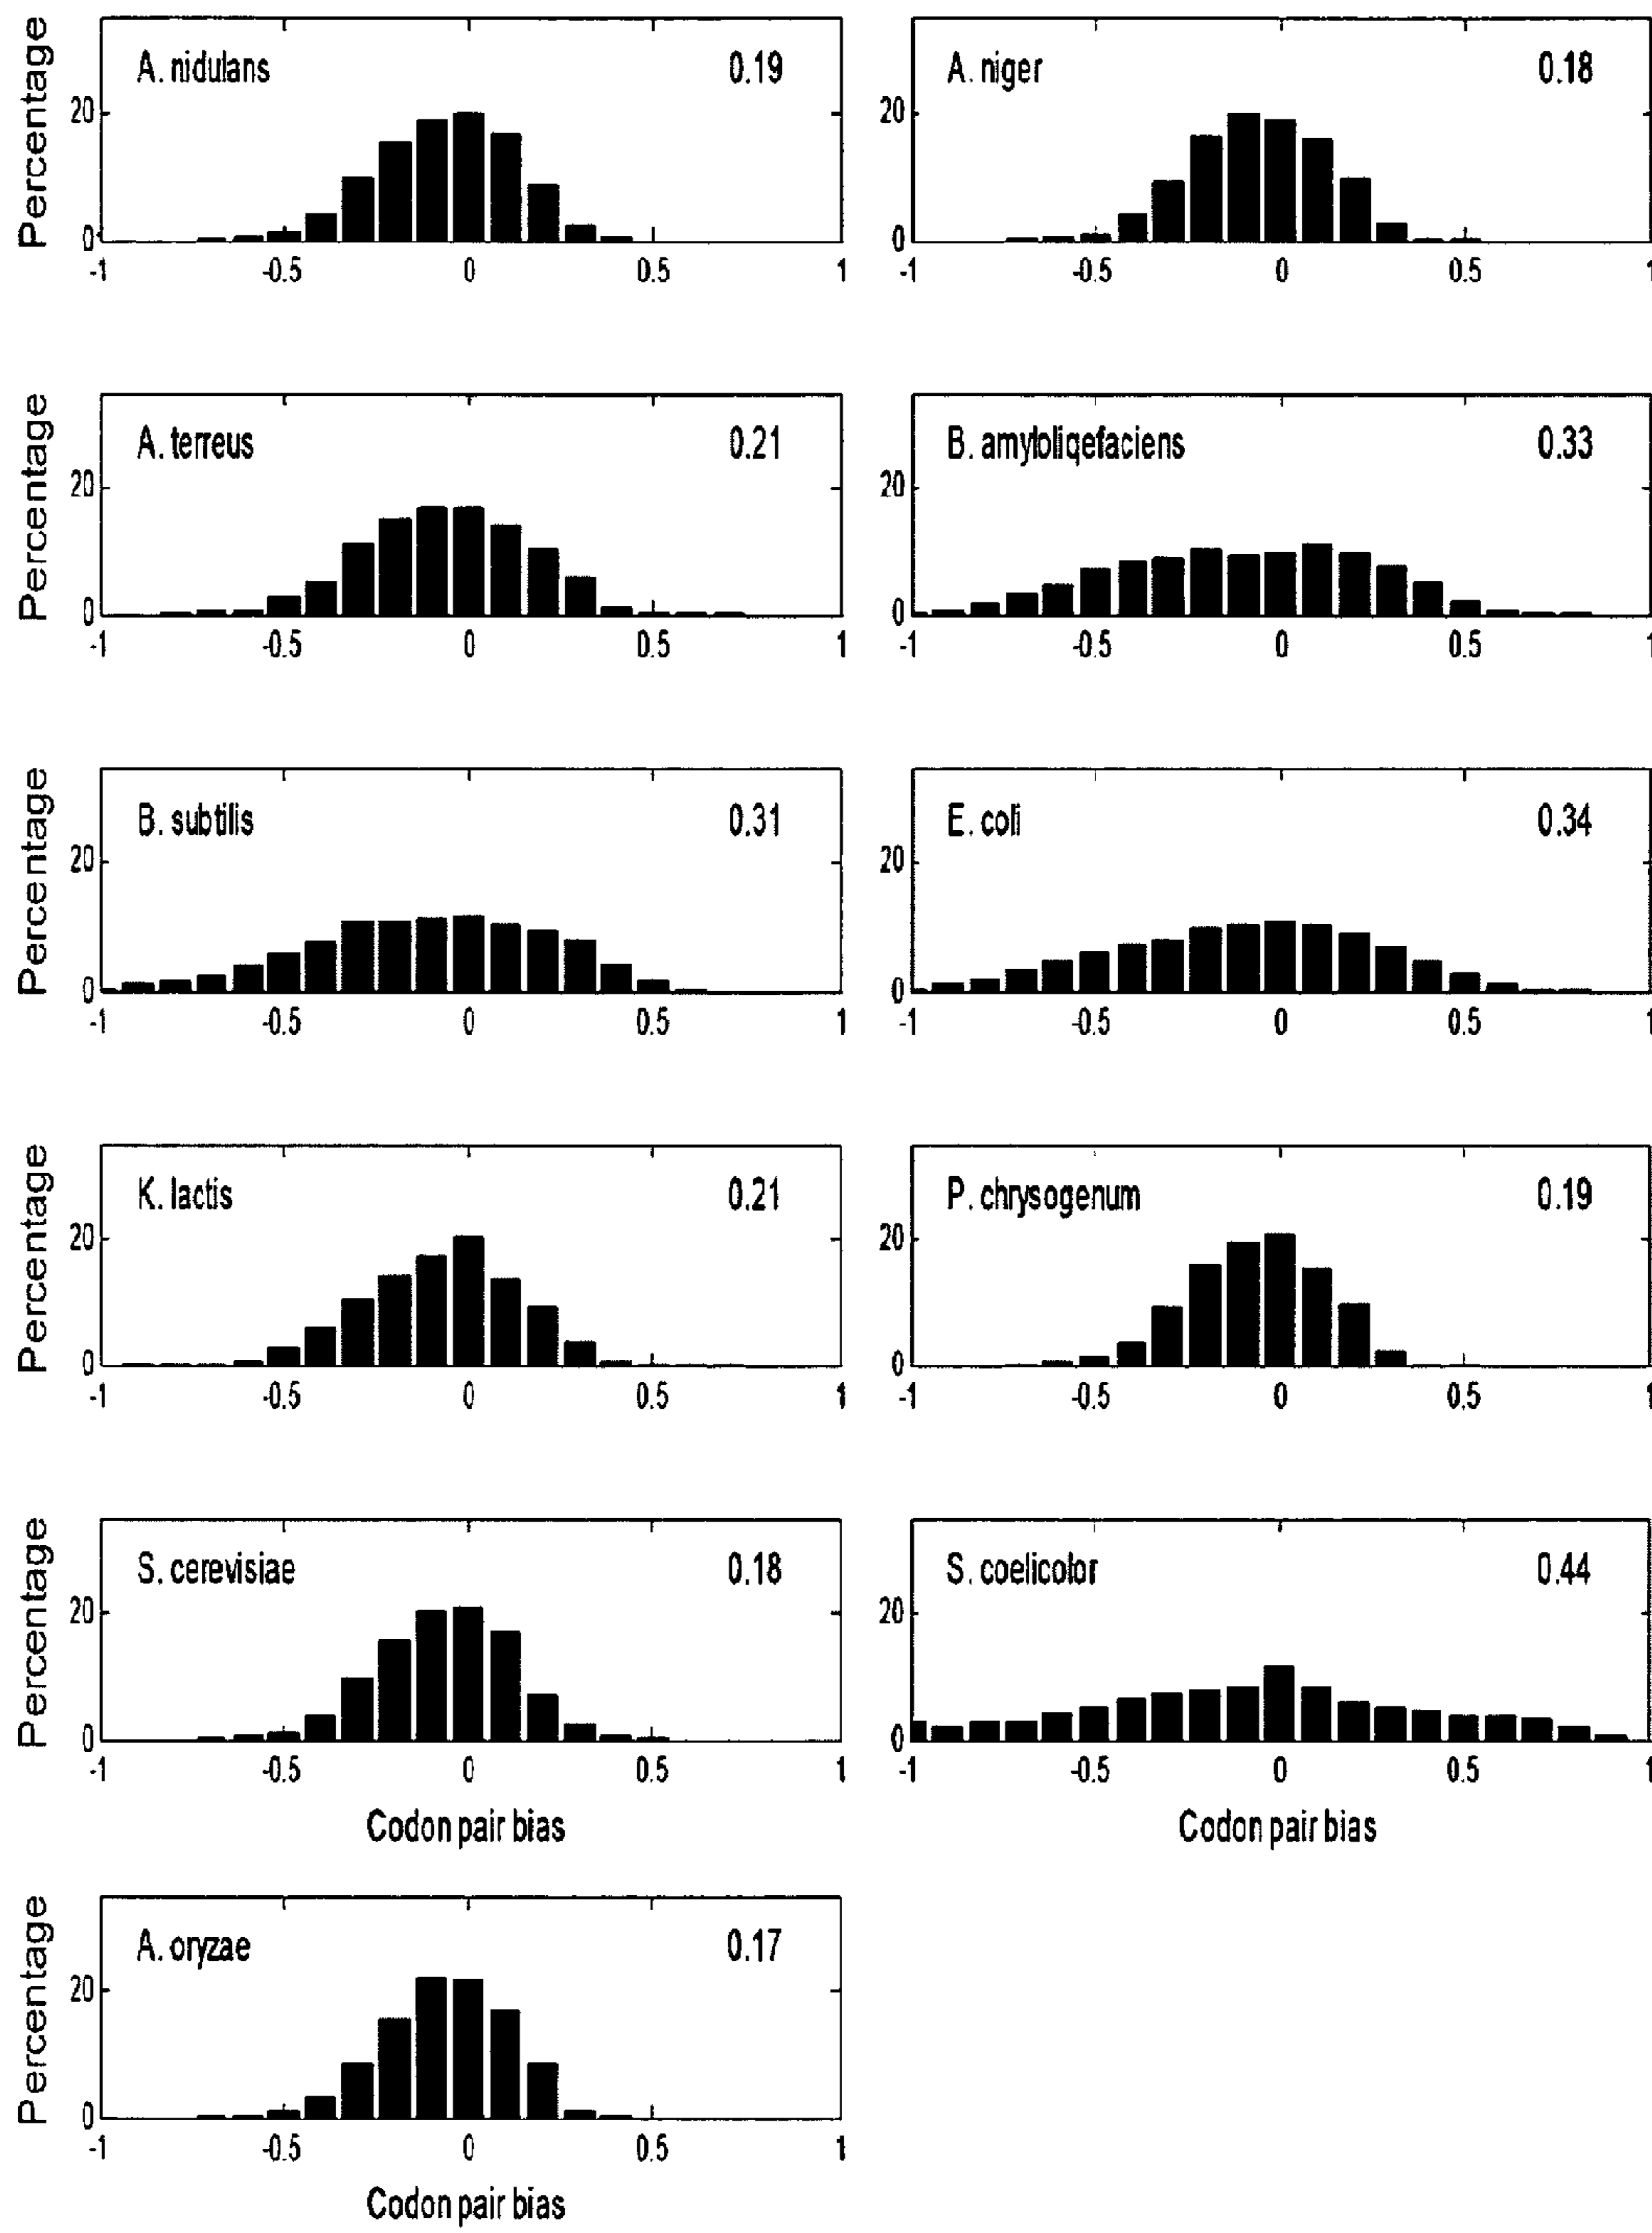 Percentage
A. nidulans 0.19
20
0
-1 -0.5 0 0.5 1
A. niger 0.18
20
0
-1 -0.5 0 0.5 1
Percentage
A. terreus 0.21
20
0
-1 -0.5 0 0.5 1
B. amyloliqefaciens 0.33
20
0
-1 -0.5 0 0.5 1
Percentage
B. subtilis 0.31
20
0
-1 -0.5 0 0.5 1
E. coli 0.34
20
0
-1 -0.5 0 0.5 1
Percentage
K. lactis 0.21
20
0
-1 -0.5 0 0.5 1
P. chrysogenum 0.19
20
0
-1 -0.5 0 0.5 1
Percentage
S. cerevisiae 0.18
20
0
-1 -0.5 0 0.5 1
Codon pair bias
S. coelicolor 0.44
20
0
-1 -0.5 0 0.5 1
Codon pair bias
Percentage
A. oryzae 0.17
20
0
-1 -0.5 0 0.5 1
Codon pair bias